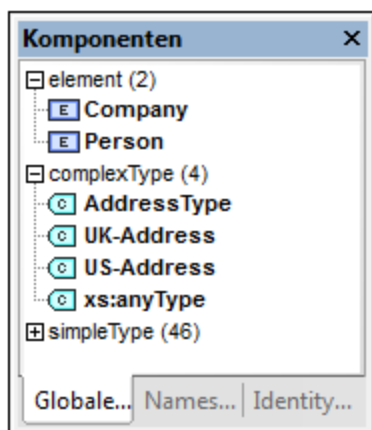 Komponenten
element (2)
E Company
E Person
complexType (4)
C AddressType
C UK-Address
C US-Address
C xs:anyType
simpleType (46)
Globale... Names... Identity...